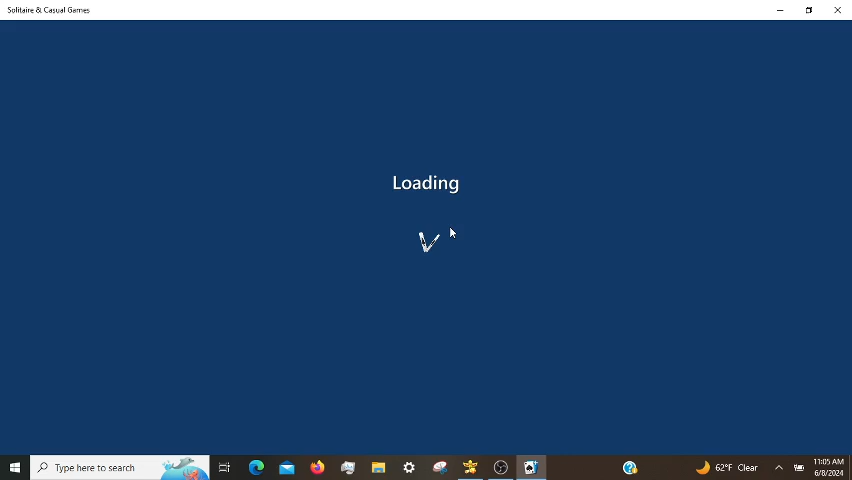 Solitaire & Casual Games
Loading
Type here to search
62°F Clear
11:05 AM
6/8/2024